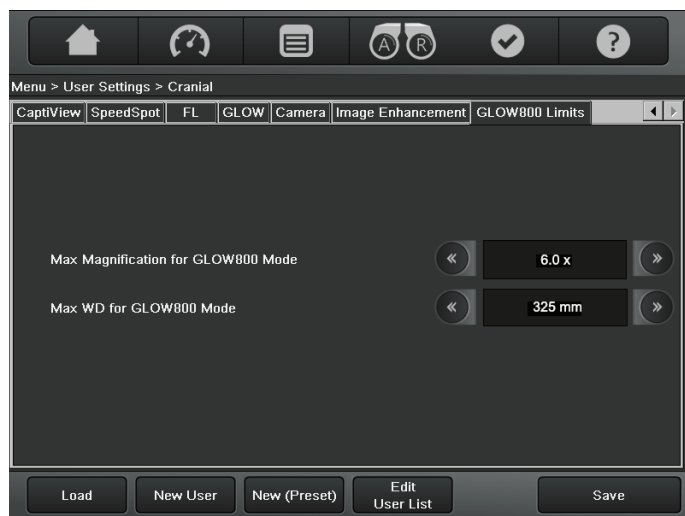 A R ?
Menu > User Settings > Cranial
CaptiView SpeedSpot FL GLOW Camera Image Enhancement GLOW800 Limits
Max Magnification for GLOW800 Mode « 6.0 x »
Max WD for GLOW800 Mode « 325 mm »
Load New User New (Preset) Edit User List Save